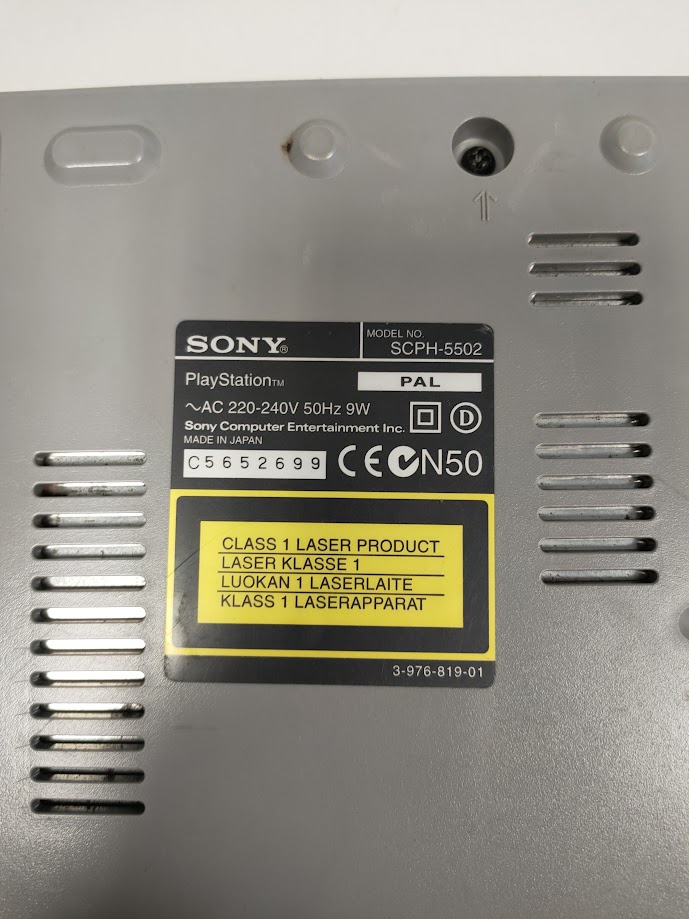 SONY®
MODEL NO.
SCPH-5502
PlayStation™
PAL
~AC 220-240V 50Hz 9W
D
Sony Computer Entertainment Inc.
MADE IN JAPAN
C5652699
CE N50
CLASS 1 LASER PRODUCT
LASER KLASSE 1
LUOKAN 1 LASERLAITE
KLASS 1 LASERAPPARAT
3-976-819-01